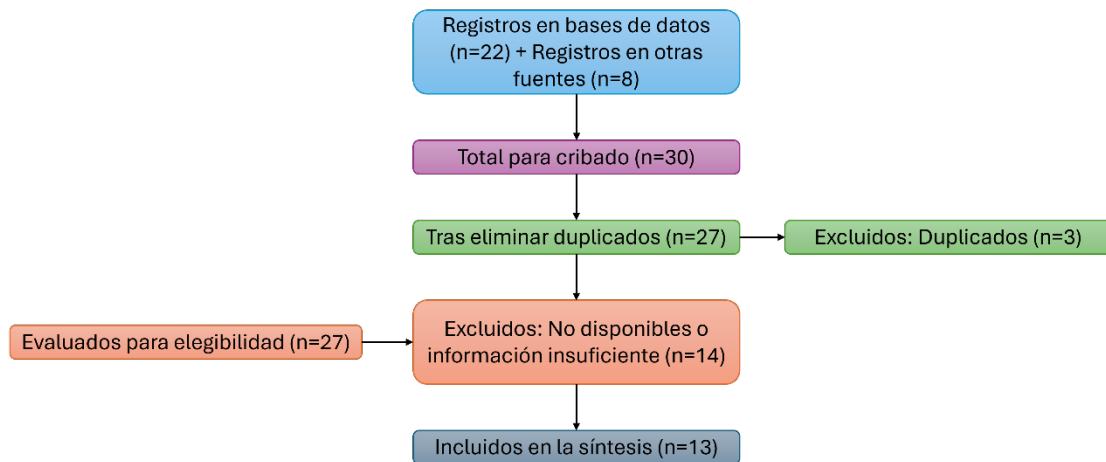 Registros en bases de datos
(n=22) + Registros en otras
fuentes (n=8)
Total para cribado (n=30)
Tras eliminar duplicados (n=27)
Excluidos: Duplicados (n=3)
Evaluados para elegibilidad (n=27)
Excluidos: No disponibles o
información insuficiente (n=14)
Incluidos en la síntesis (n=13)